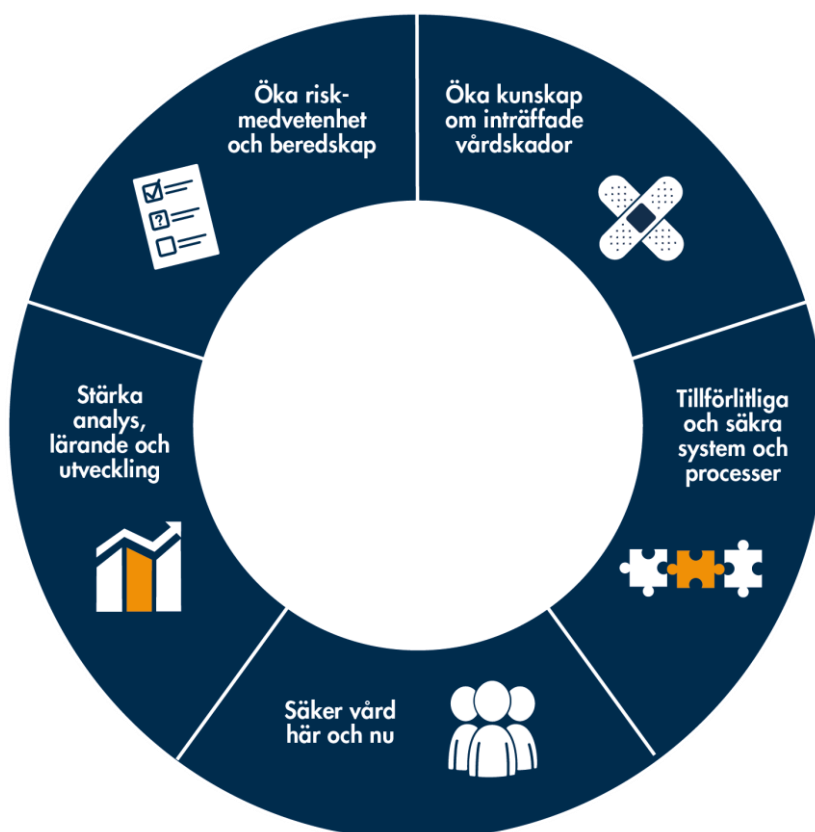 Öka risk-
medvetenhet
och beredskap
Öka kunskap
om inträffade
vårdskador
Tillförlitliga
och säkra
system och
processer
Säker vård
här och nu
Stärka
analys,
lärande och
utveckling
?